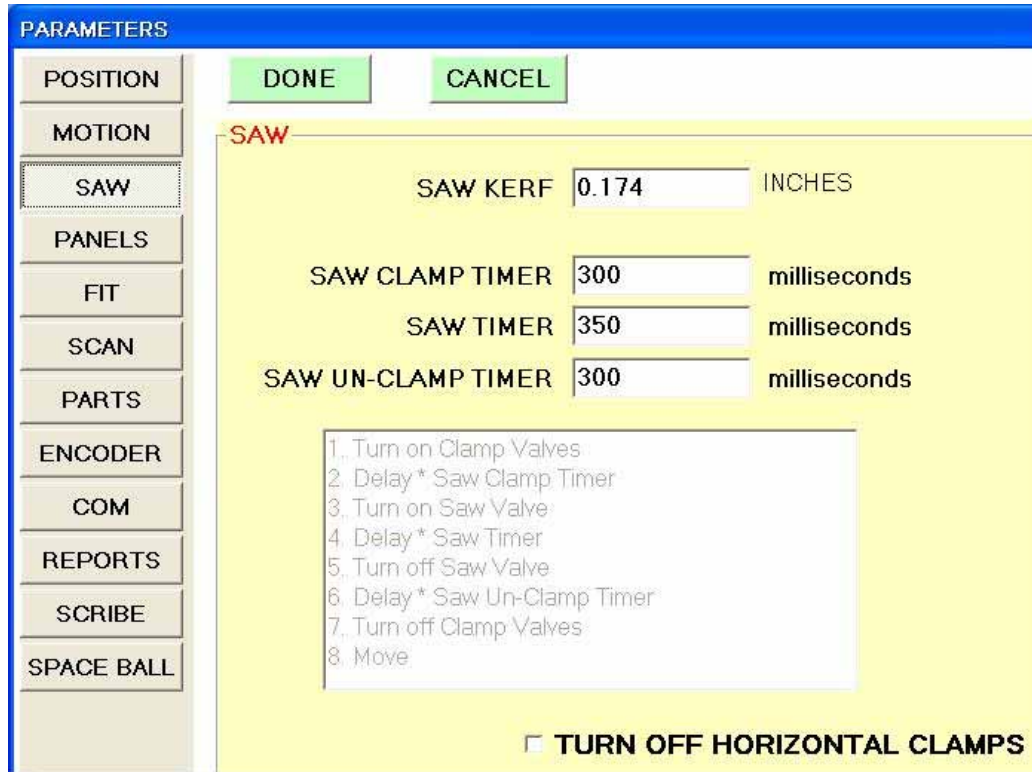 PARAMETERS
POSITION
MOTION
SAW
PANELS
FIT
SCAN
PARTS
ENCODER
COM
REPORTS
SCRIBE
SPACE BALL
DONE CANCEL
SAW
SAW KERF 0.174 INCHES
SAW CLAMP TIMER 300 milliseconds
SAW TIMER 350 milliseconds
SAW UN-CLAMP TIMER 300 milliseconds
1. Turn on Clamp Valves
2. Delay * Saw Clamp Timer
3. Turn on Saw Valve
4. Delay * Saw Timer
5. Turn off Saw Valve
6. Delay * Saw Un-Clamp Timer
7. Turn off Clamp Valves
8. Move
TURN OFF HORIZONTAL CLAMPS